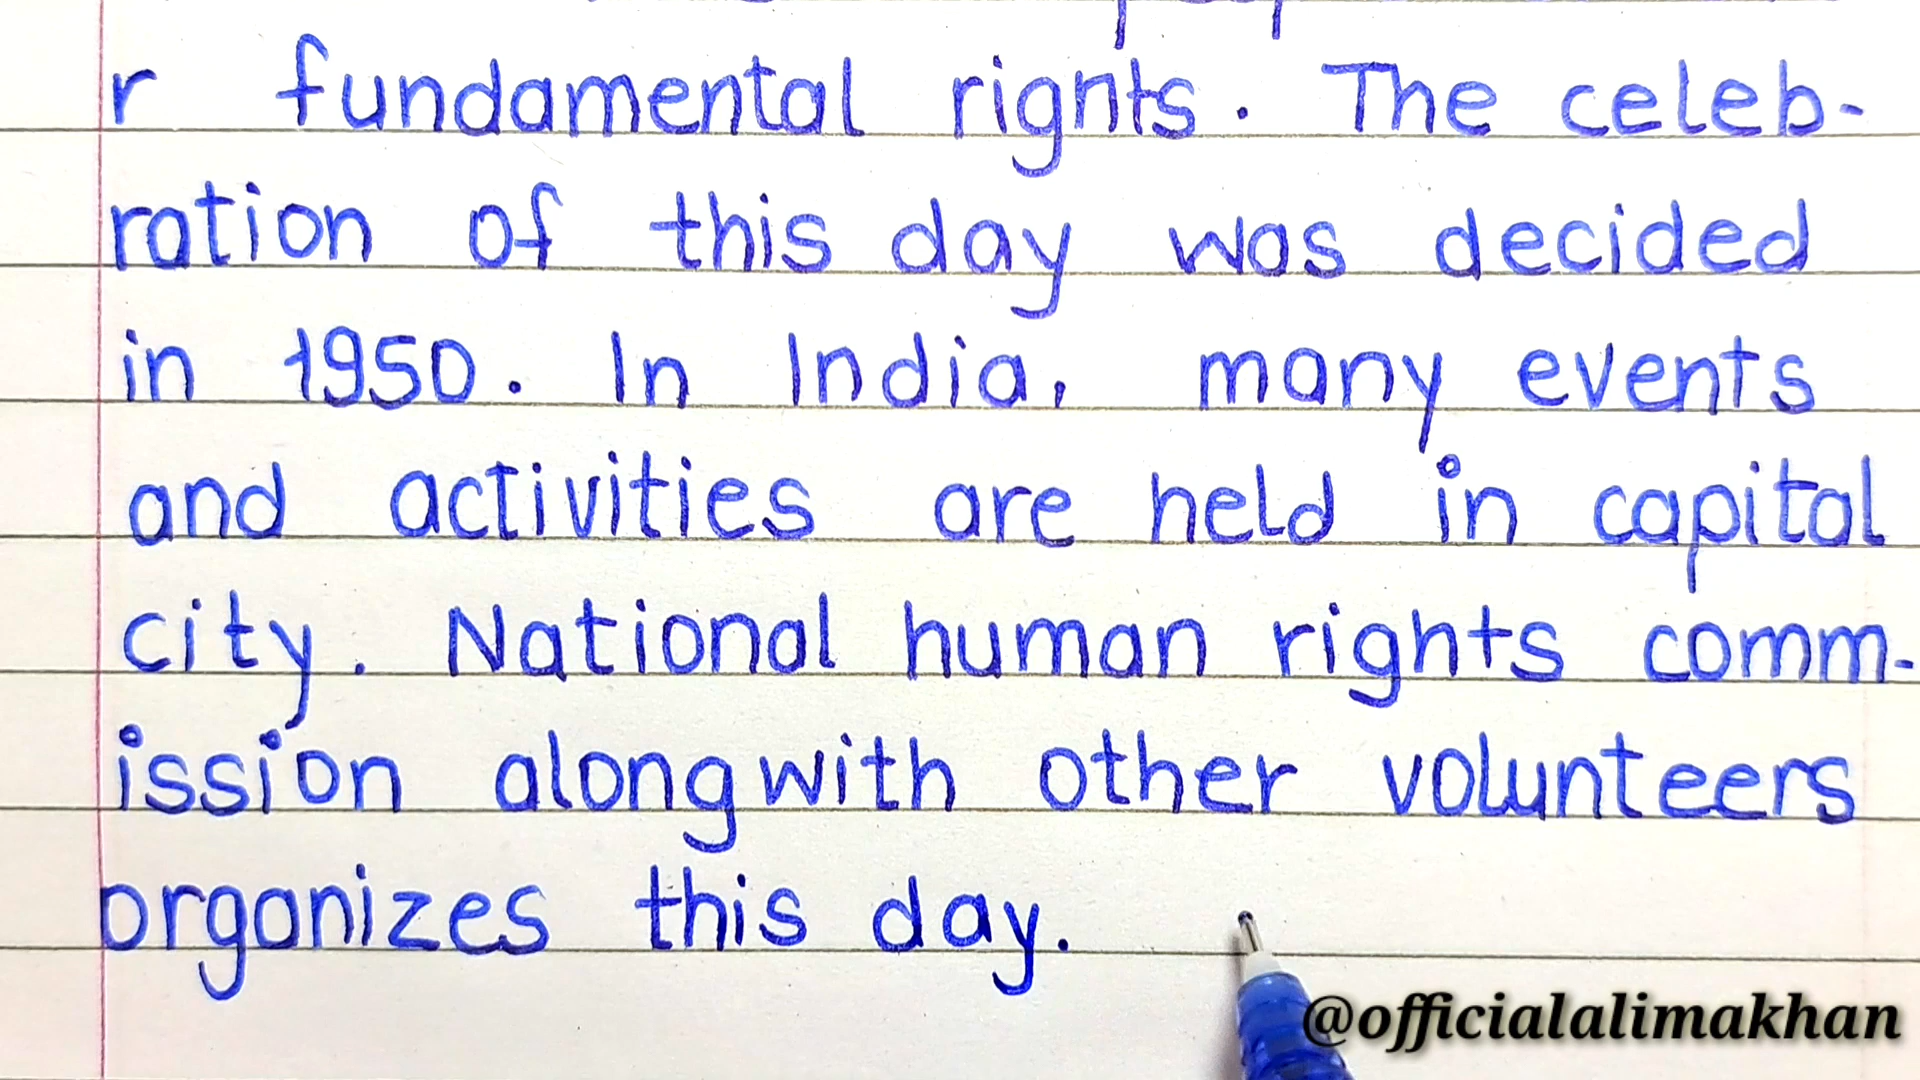 r fundamental rights. The celeb-
ration of this day was decided
in 1950. In India, many events
and activities are held in capital
city. National human rights comm-
ission alongwith other volunteers
organizes this day.
@officialalimakhan